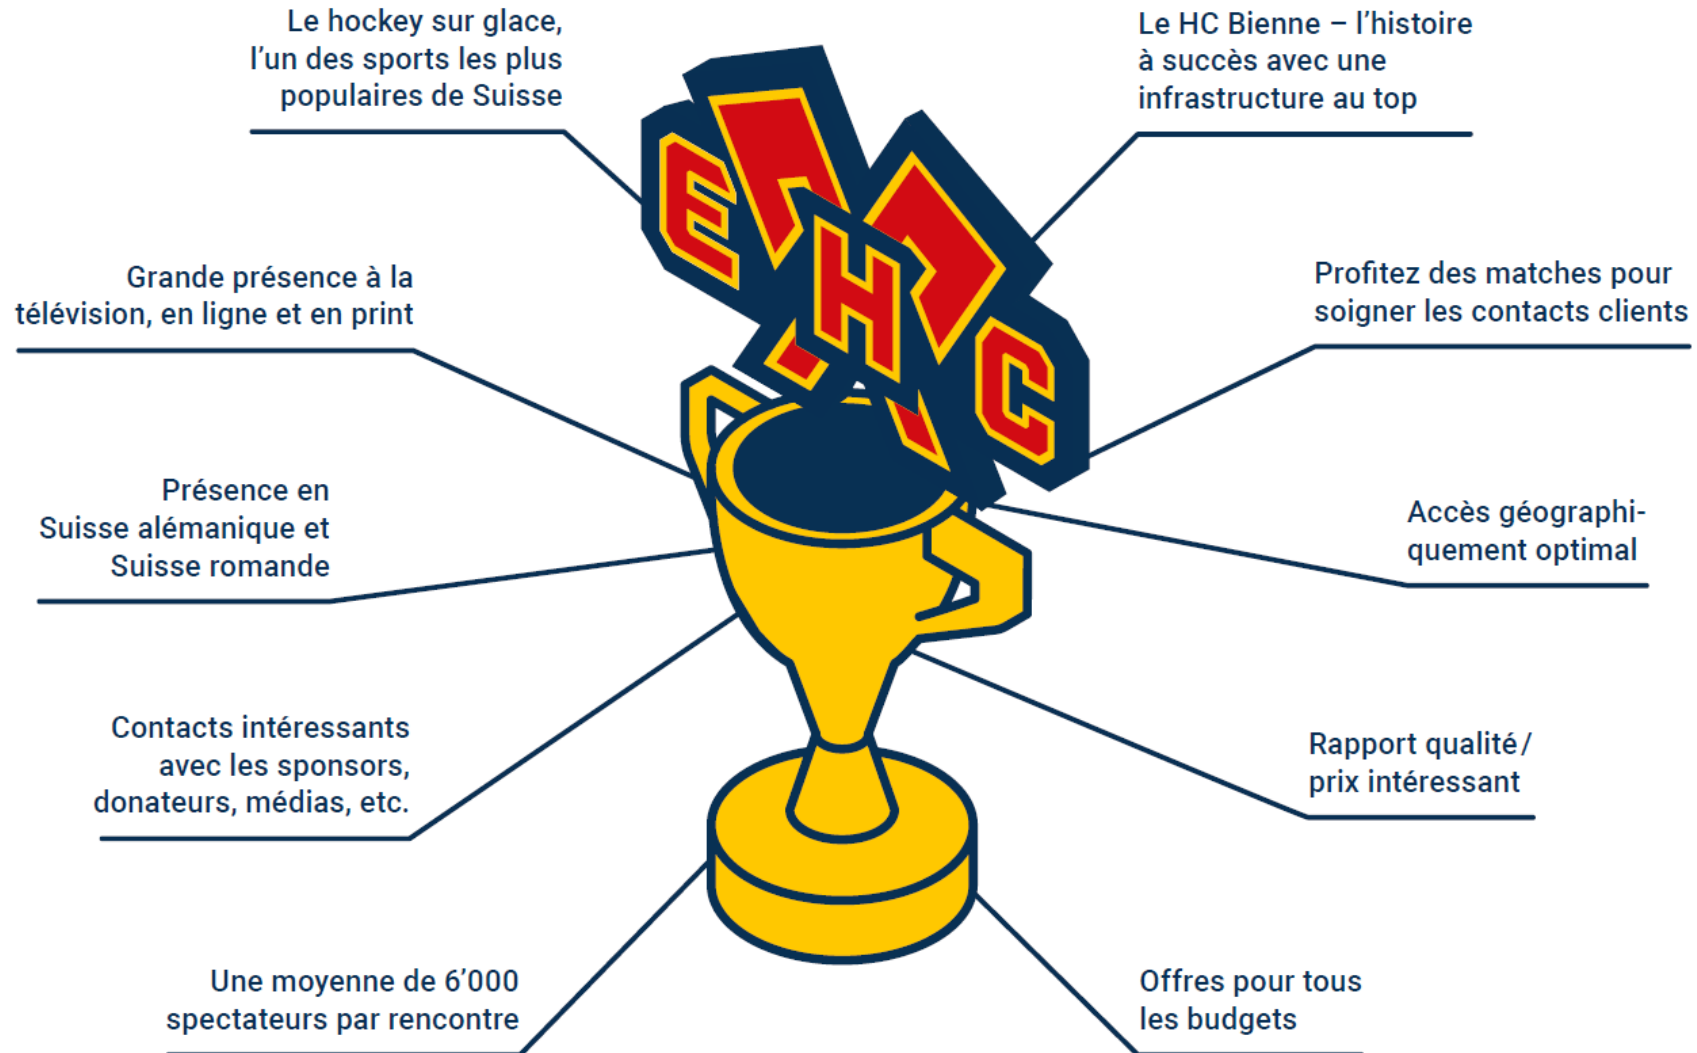 Le hockey sur glace,
l'un des sports les plus
populaires de Suisse
Le HC Bienne – l'histoire
à succès avec une
infrastructure au top
E
H
C
Grande présence à la
télévision, en ligne et en print
Profitez des matches pour
soigner les contacts clients
Présence en
Suisse alémanique et
Suisse romande
Accès géographi-
quement optimal
Contacts intéressants
avec les sponsors,
donateurs, médias, etc.
Rapport qualité/
prix intéressant
Une moyenne de 6'000
spectateurs par rencontre
Offres pour tous
les budgets